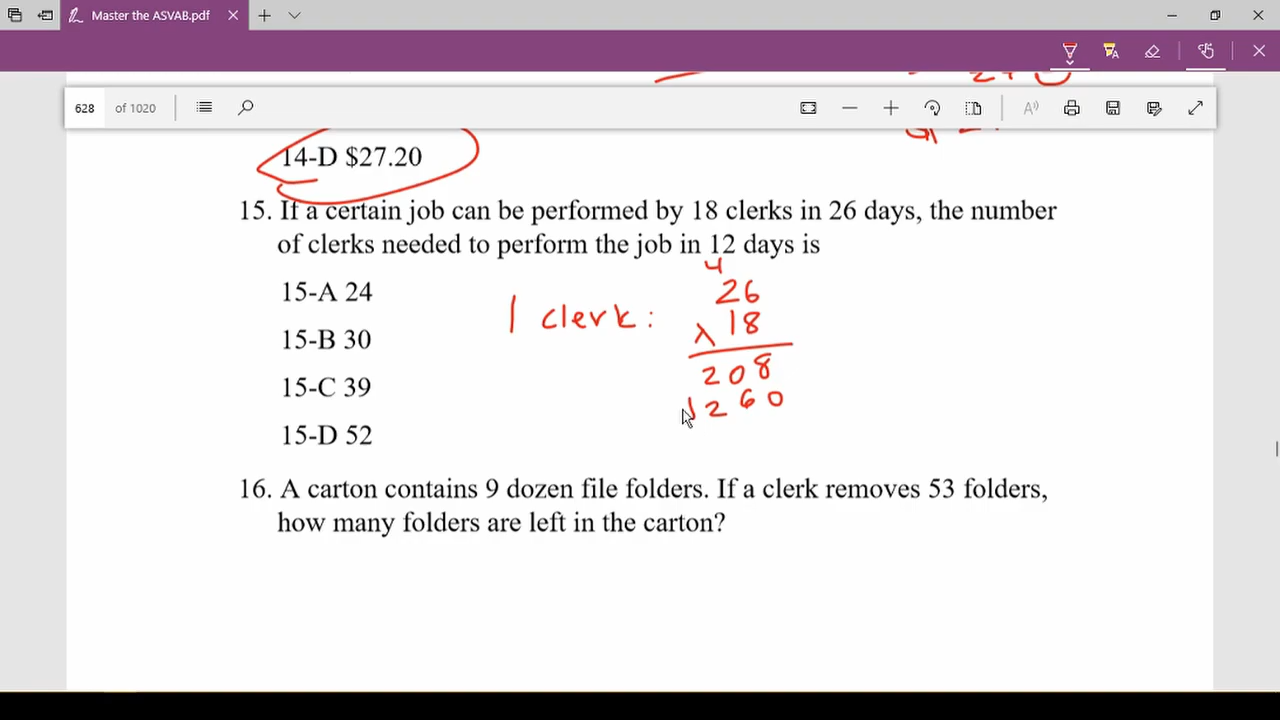 Master the ASVAB.pdf
628 of 1020
14-D $27.20
15. If a certain job can be performed by 18 clerks in 26 days, the number
of clerks needed to perform the job in 12 days is
15-A 24
15-B 30
15-C 39
15-D 52
1 clerk:
4
26
x 18
208
260
16. A carton contains 9 dozen file folders. If a clerk removes 53 folders,
how many folders are left in the carton?